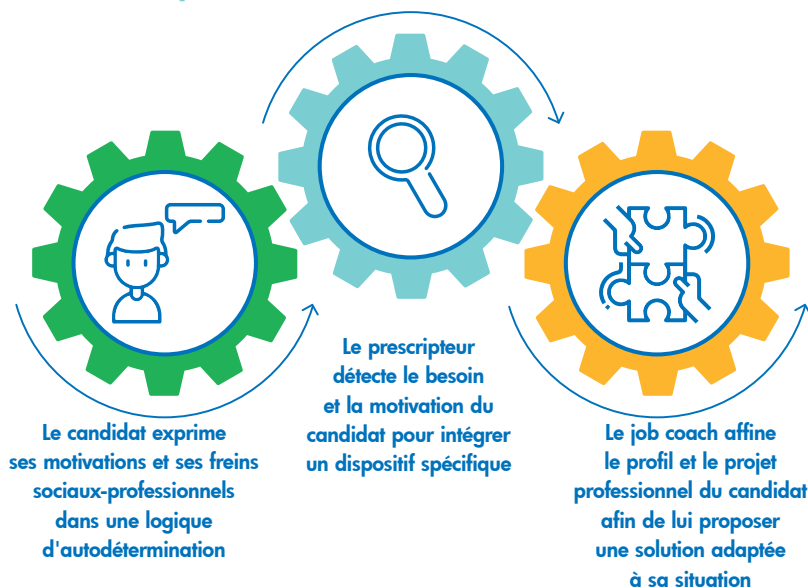 Le candidat exprime
ses motivations et ses freins
sociaux-professionnels
dans une logique
d'autodétermination
Le prescripteur
détecte le besoin
et la motivation du
candidat pour intégrer
un dispositif spécifique
Le job coach affine
le profil et le projet
professionnel du candidat
afin de lui proposer
une solution adaptée
à sa situation